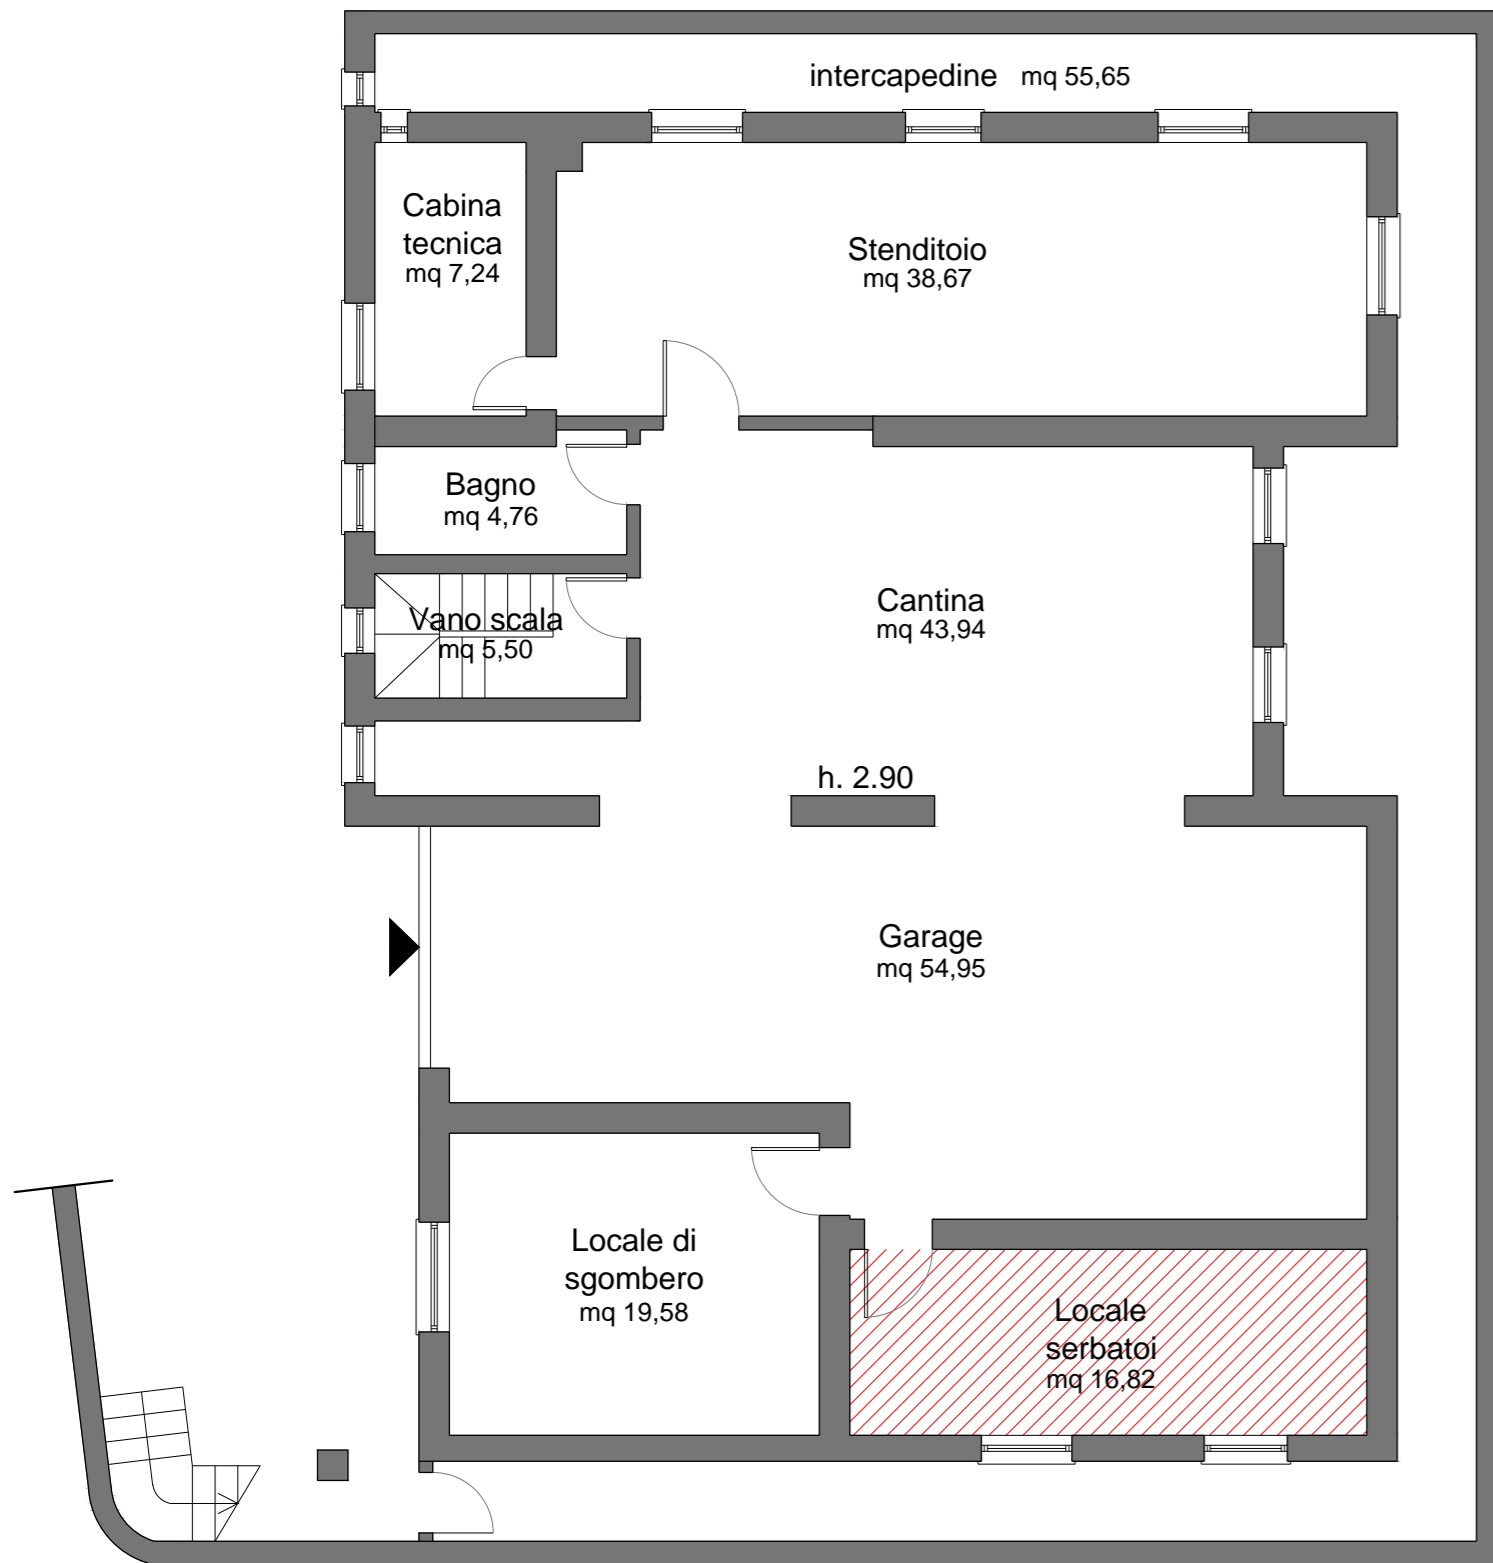 intercapedine mq 55,65
Cabina
tecnica
mq 7,24
Stenditoio
mq 38,67
Bagno
mq 4,76
Vano scala
mq 5,50
Cantina
mq 43,94
h. 2.90
Garage
mq 54,95
Locale di
sgombero
mq 19,58
Locale
serbatoi
mq 16,82